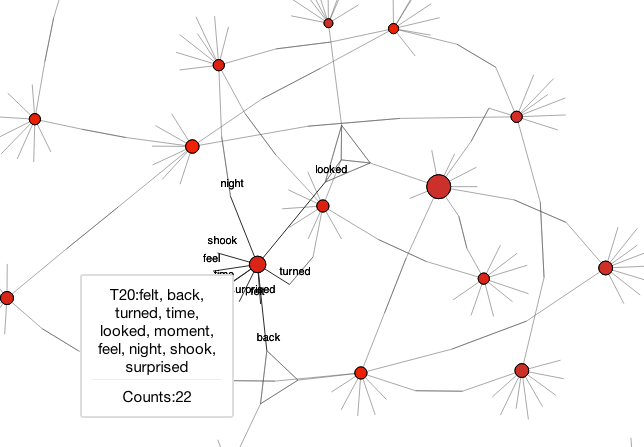 looked
night
shook
feel
turned
time
surprised
felt
back
T20:felt, back,
turned, time,
looked, moment,
feel, night, shook,
surprised
Counts:22